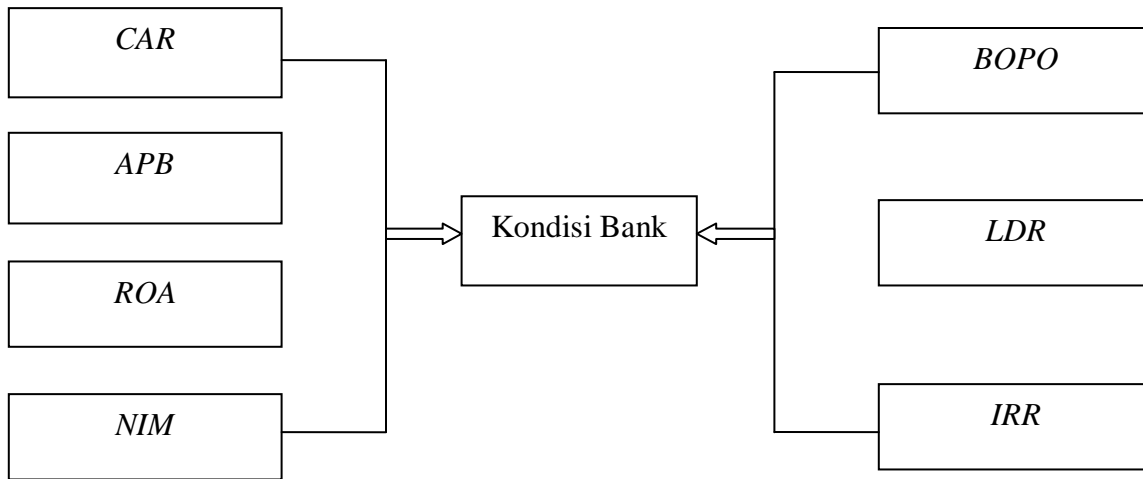 CAR
APB
ROA
NIM
Kondisi Bank
BOPO
LDR
IRR